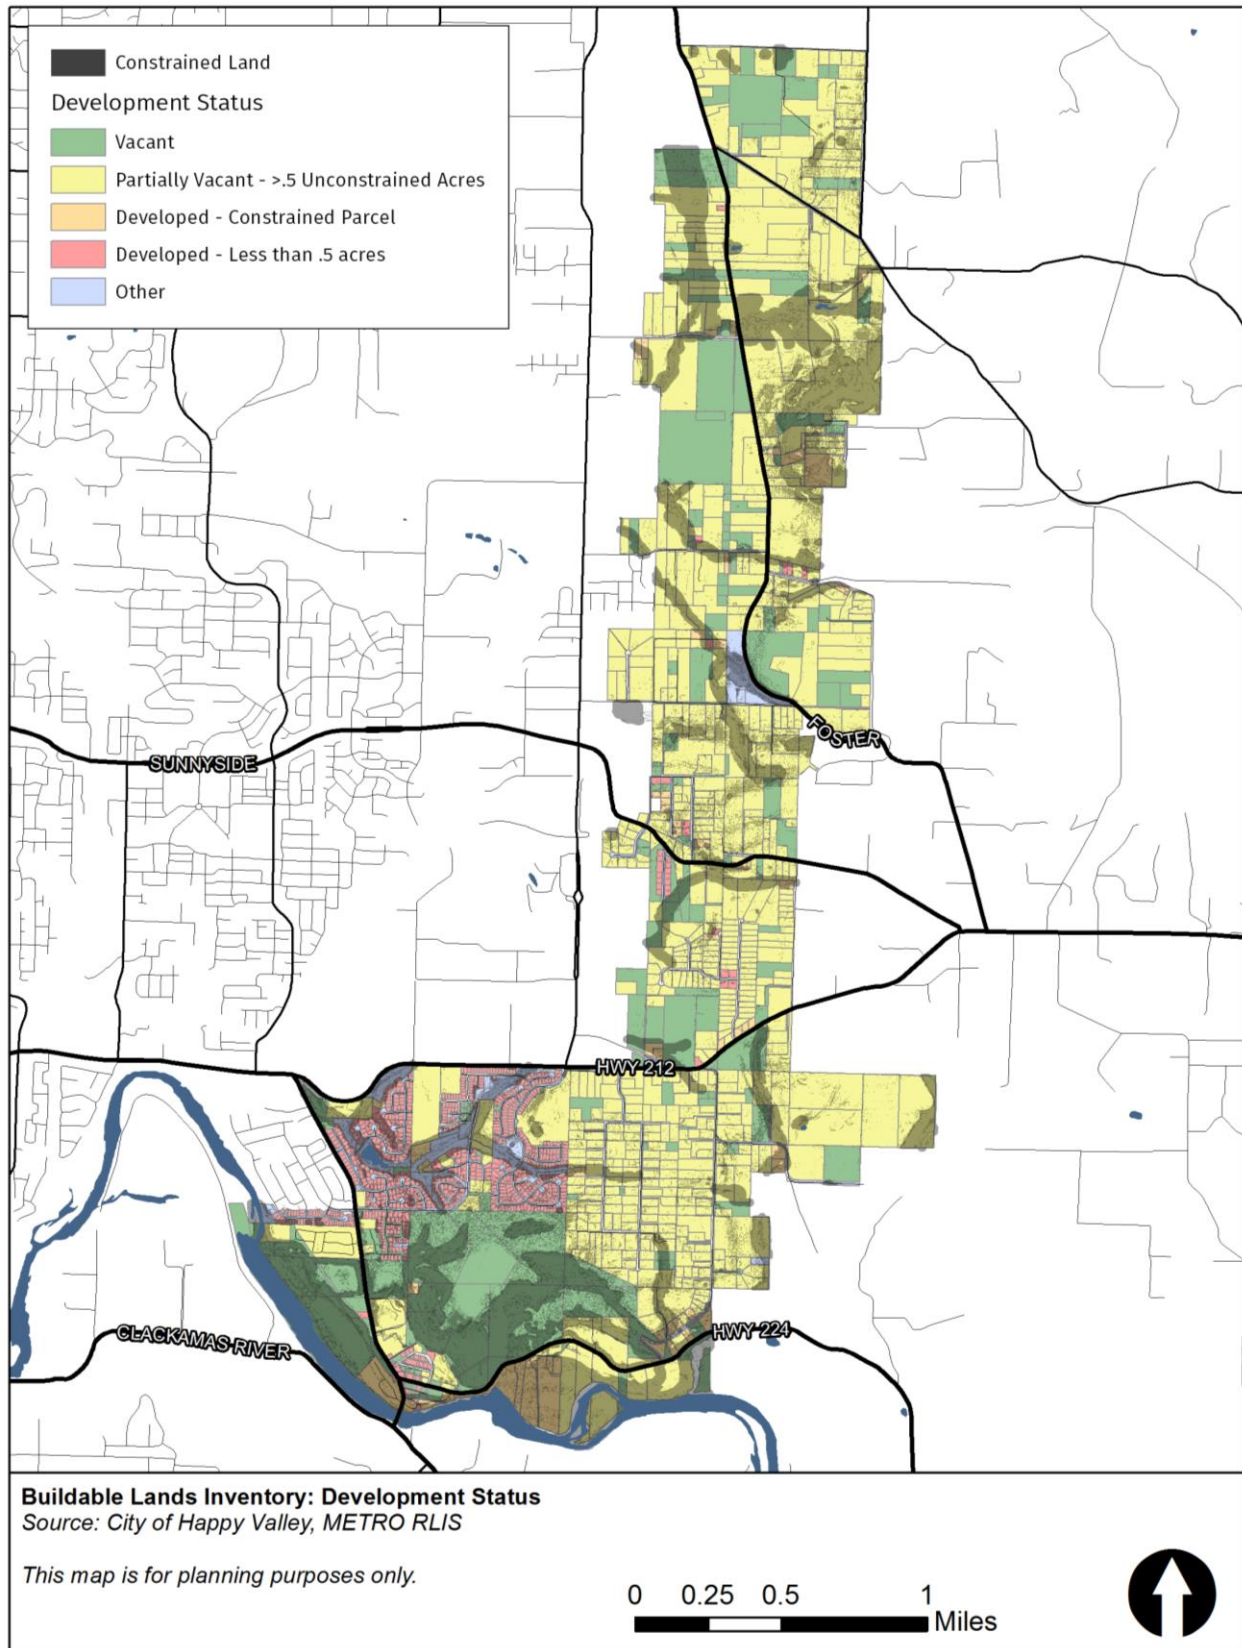 Constrained Land
Development Status
Vacant
Partially Vacant - >.5 Unconstrained Acres
Developed - Constrained Parcel
Developed - Less than .5 acres
Other
FOSTER
SUNNYSIDE
HWY 212
HWY 224
CLACKAMAS RIVER
Buildable Lands Inventory: Development Status
Source: City of Happy Valley, METRO RLIS
This map is for planning purposes only.
0 0.25 0.5 1
Miles